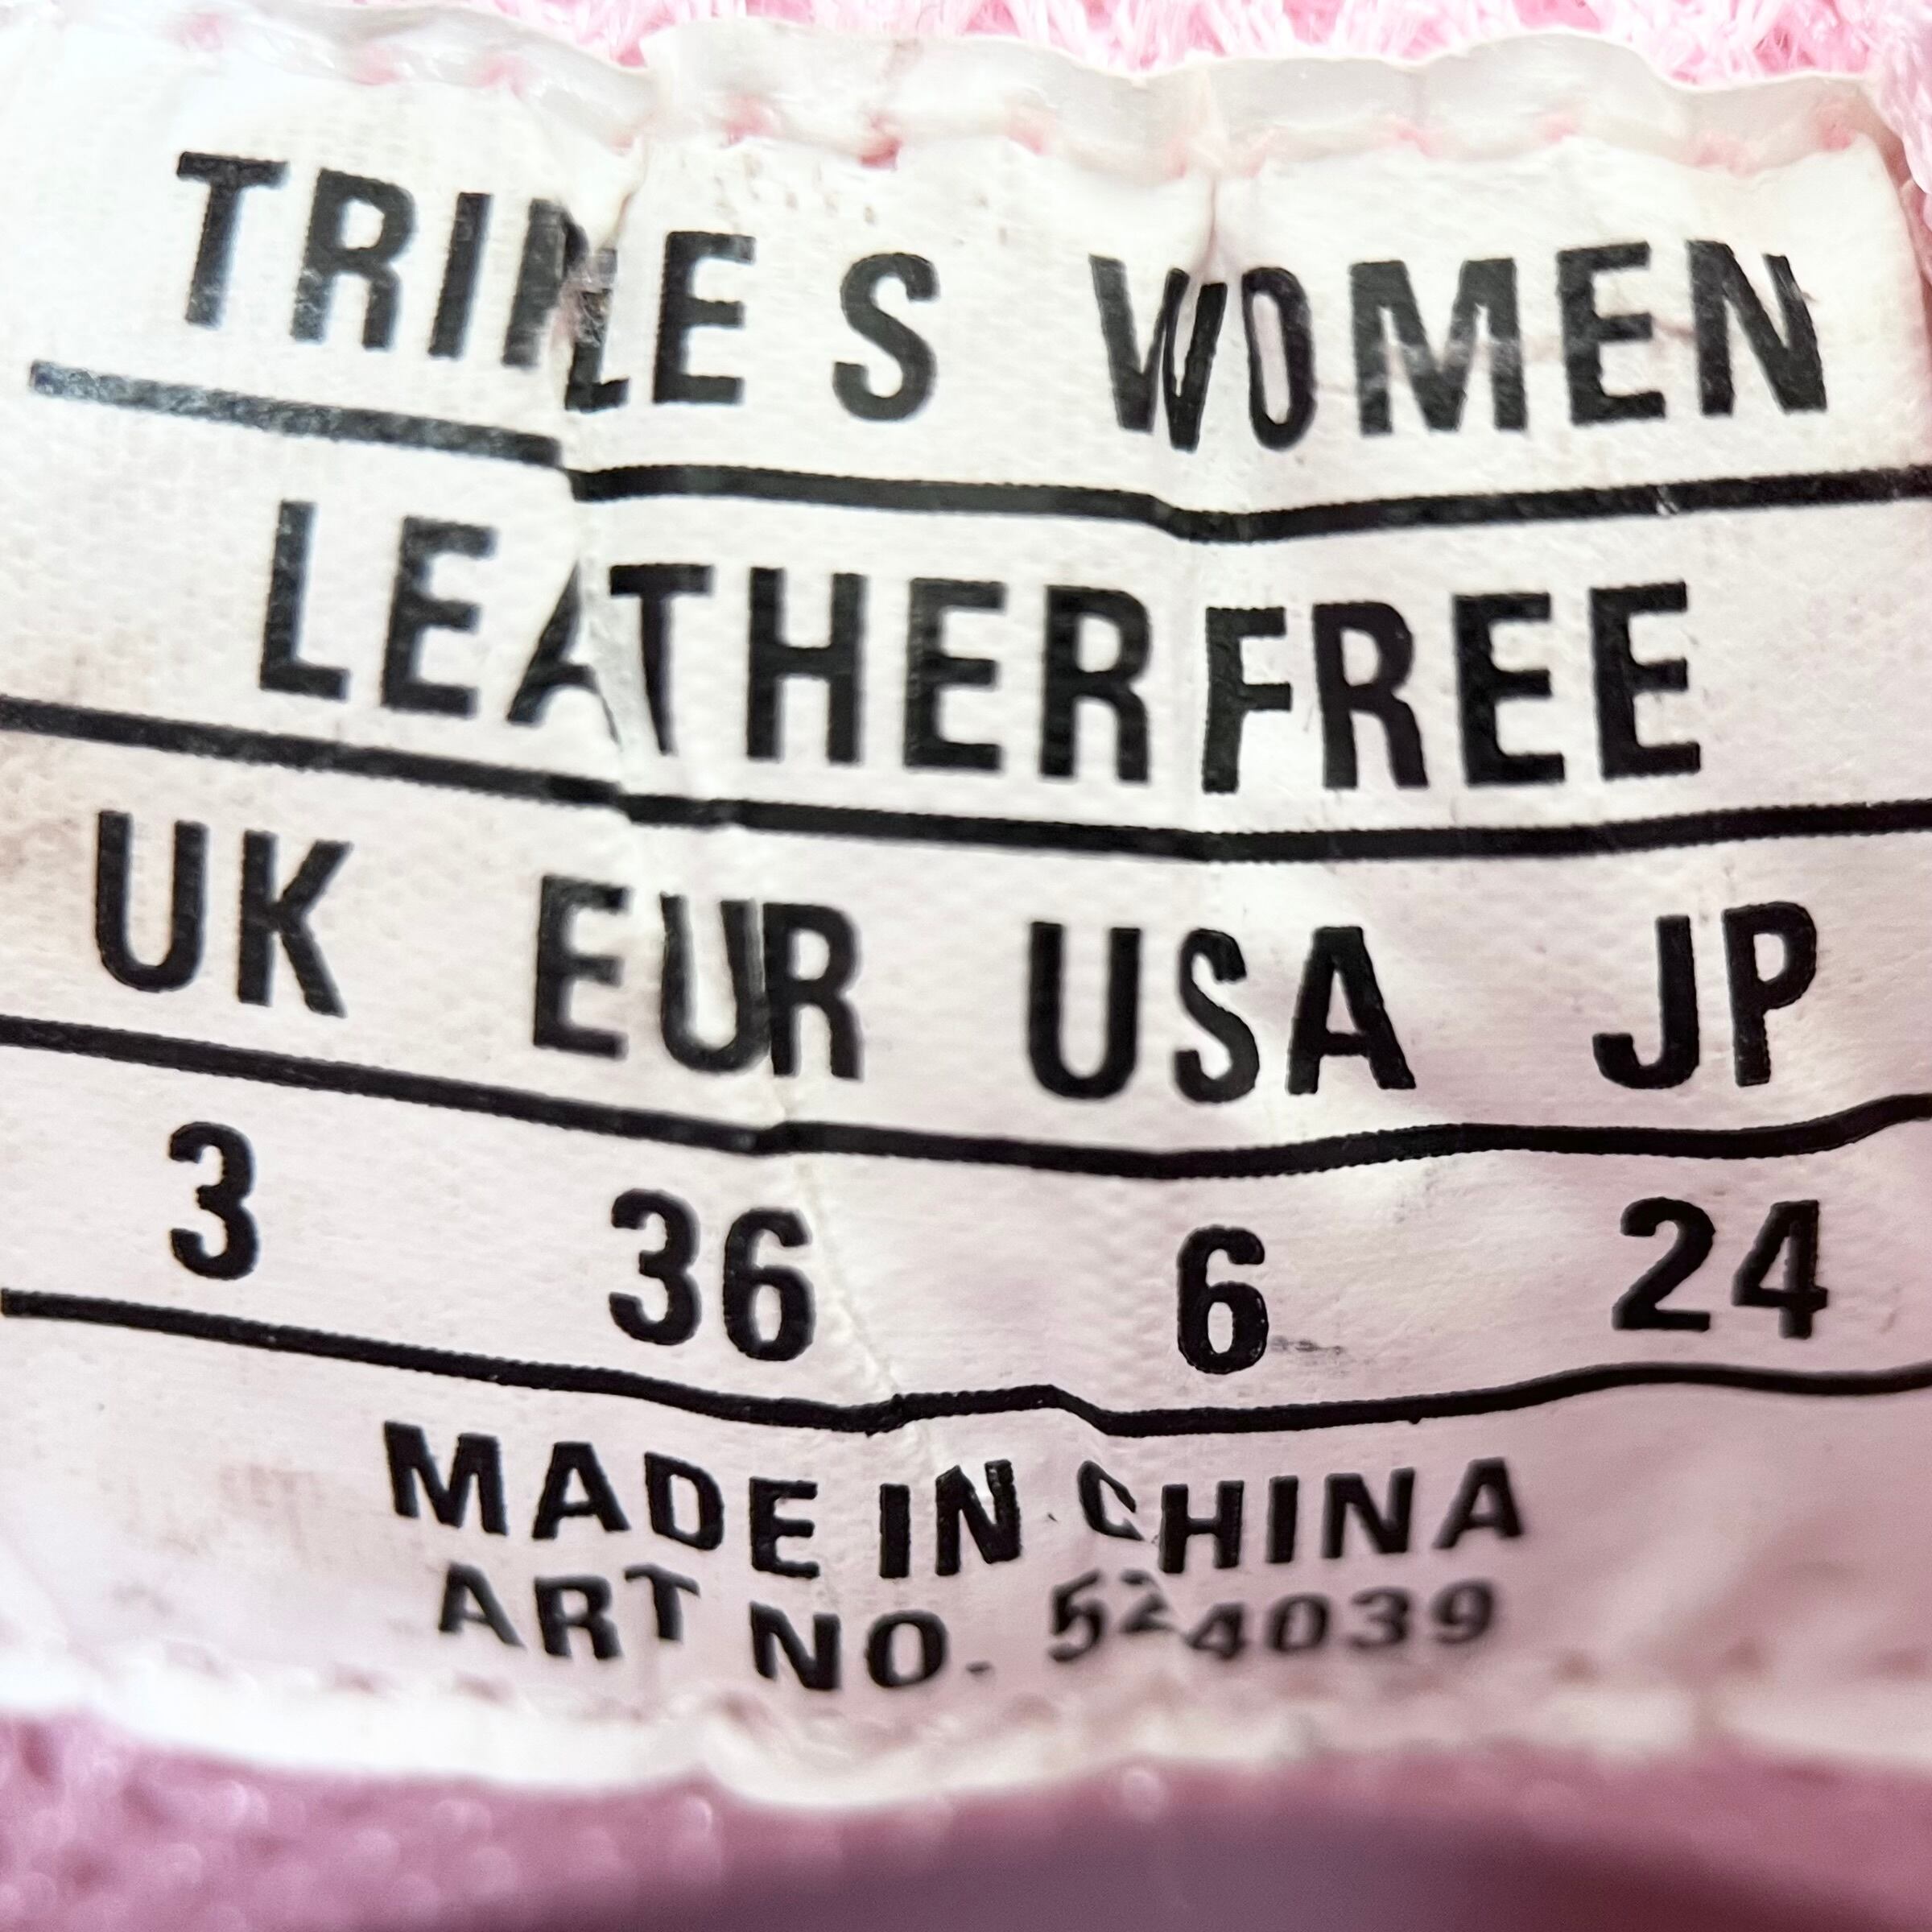 TRIPLE S WOMEN
LEATHERFREE
UK EUR USA JP
3 36 6 24
MADE IN CHINA
ART NO. 524039